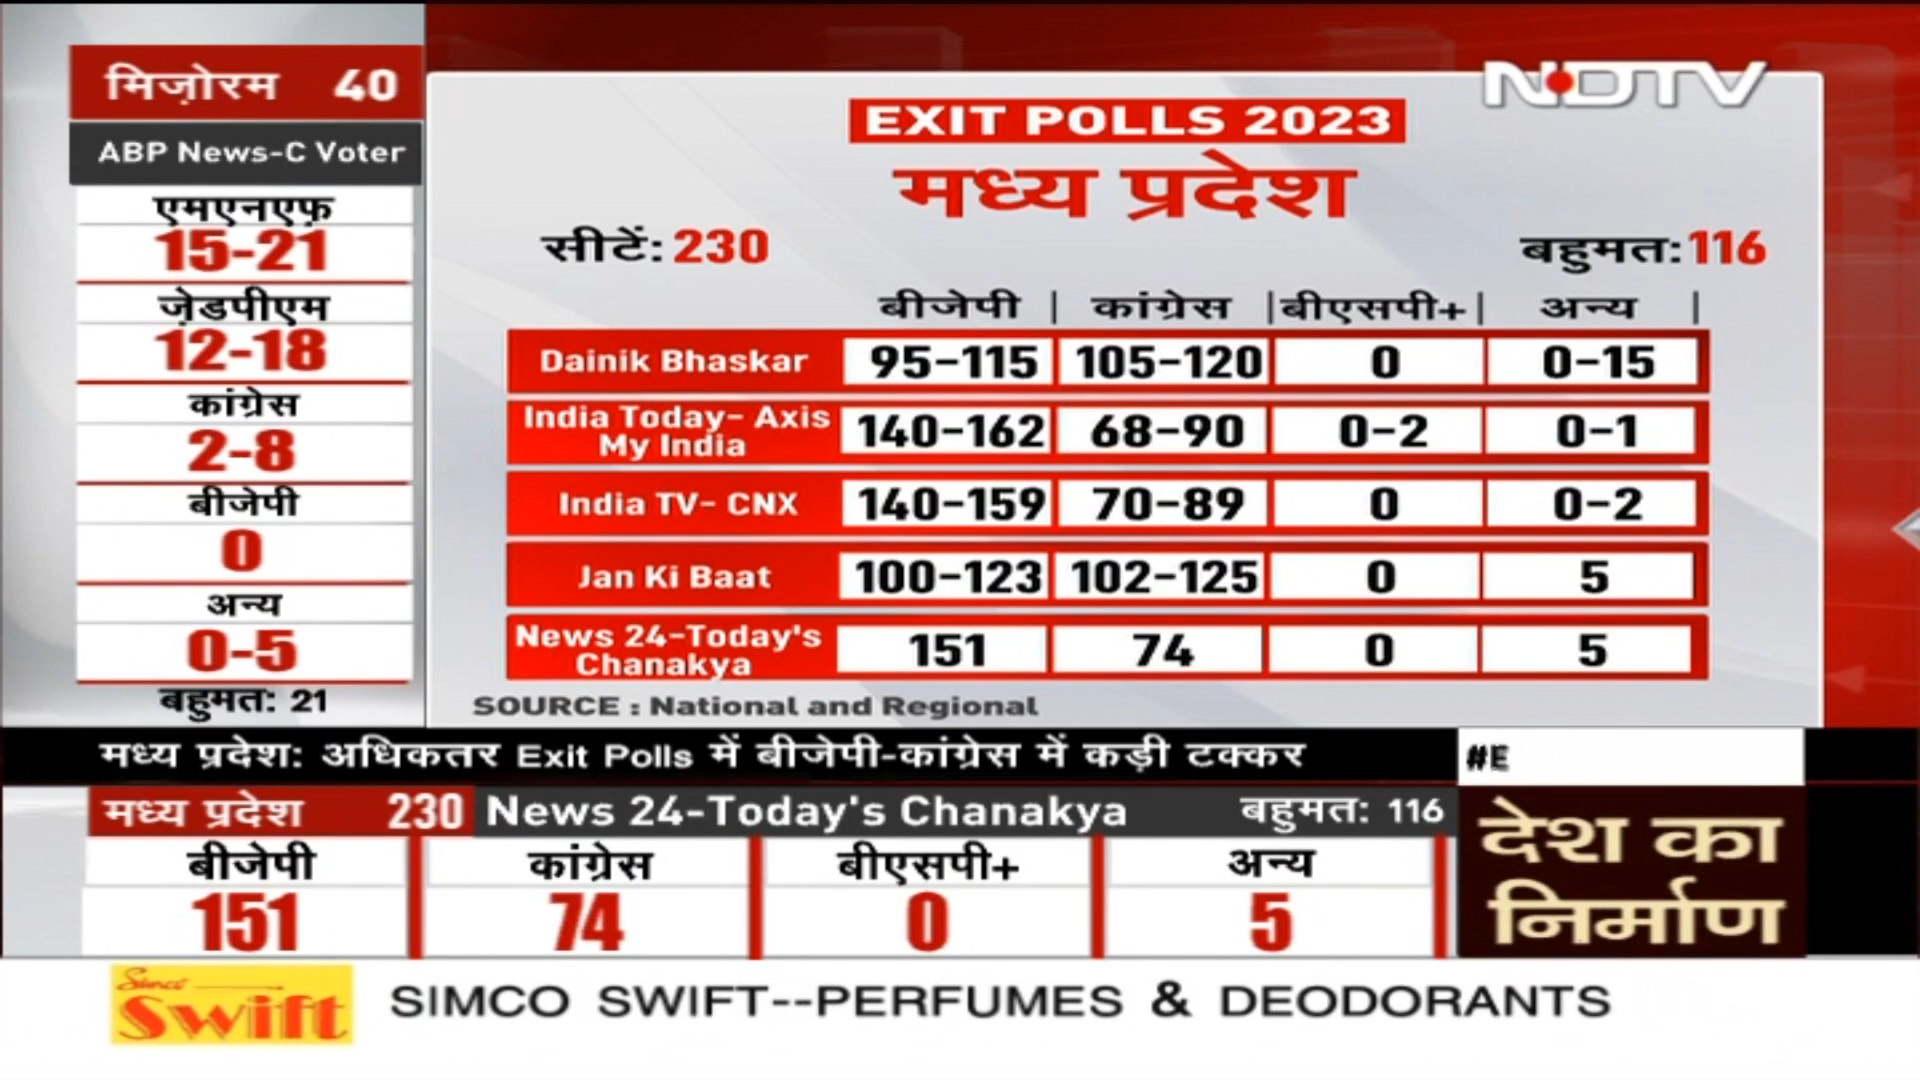 मिज़ोरम 40
ABP News-C Voter
एमएनएफ़
15-21
ज़ेडपीएम
12-18
कांग्रेस
2-8
बीजेपी
0
अन्य
0-5
बहुमत: 21
NDTV
EXIT POLLS 2023
मध्य प्रदेश
सीटें: 230 बहुमत: 116
बीजेपी | कांग्रेस | बीएसपी+ | अन्य |
Dainik Bhaskar 95-115 105-120 0 0-15
India Today- Axis
My India 140-162 68-90 0-2 0-1
India TV- CNX 140-159 70-89 0 0-2
Jan Ki Baat 100-123 102-125 0 5
News 24-Today's
Chanakya 151 74 0 5
SOURCE : National and Regional
मध्य प्रदेश: अधिकतर Exit Polls में बीजेपी-कांग्रेस में कड़ी टक्कर
#E
मध्य प्रदेश 230 News 24-Today's Chanakya बहुमत: 116
बीजेपी कांग्रेस बीएसपी+ अन्य
151 74 0 5
देश का
निर्माण
Simco
Swift
SIMCO SWIFT--PERFUMES & DEODORANTS